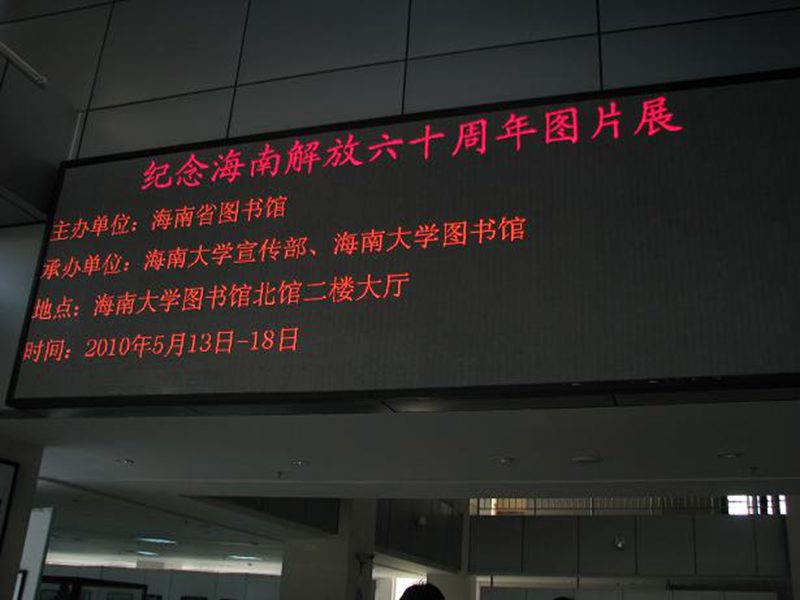 纪念海南解放六十周年图片展
主办单位：海南省图书馆
承办单位：海南大学宣传部、海南大学图书馆
地点：海南大学图书馆北馆二楼大厅
时间：2010年5月13日-18日